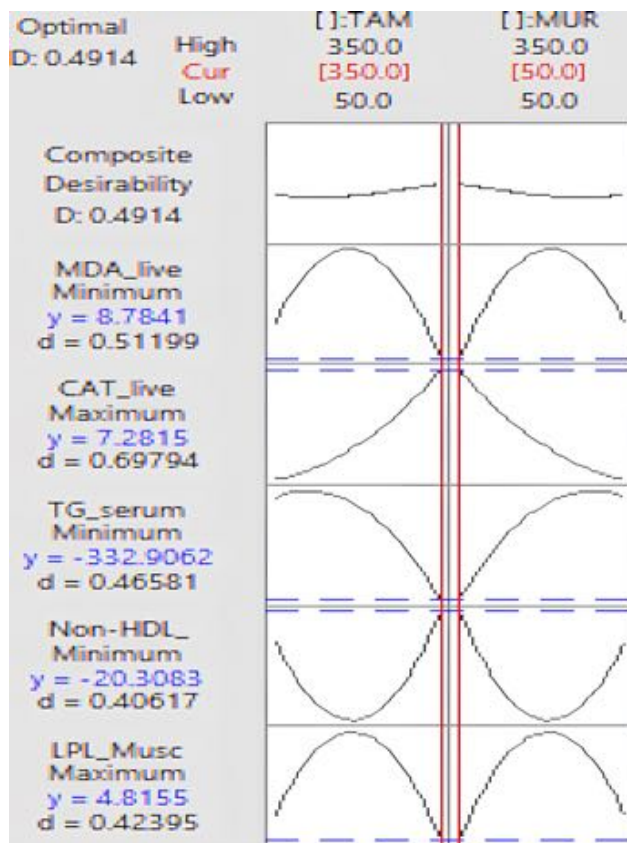 Optimal
D: 0.4914
High
Cur
Low
[ ]:TAM
350.0
[350.0]
50.0
[ ]:MUR
350.0
[50.0]
50.0
Composite
Desirability
D: 0.4914
MDA_live
Minimum
y = 8.7841
d = 0.51199
CAT_live
Maximum
y = 7.2815
d = 0.69794
TG_serum
Minimum
y = -332.9062
d = 0.46581
Non-HDL_
Minimum
y = -20.3083
d = 0.40617
LPL_Musc
Maximum
y = 4.8155
d = 0.42395